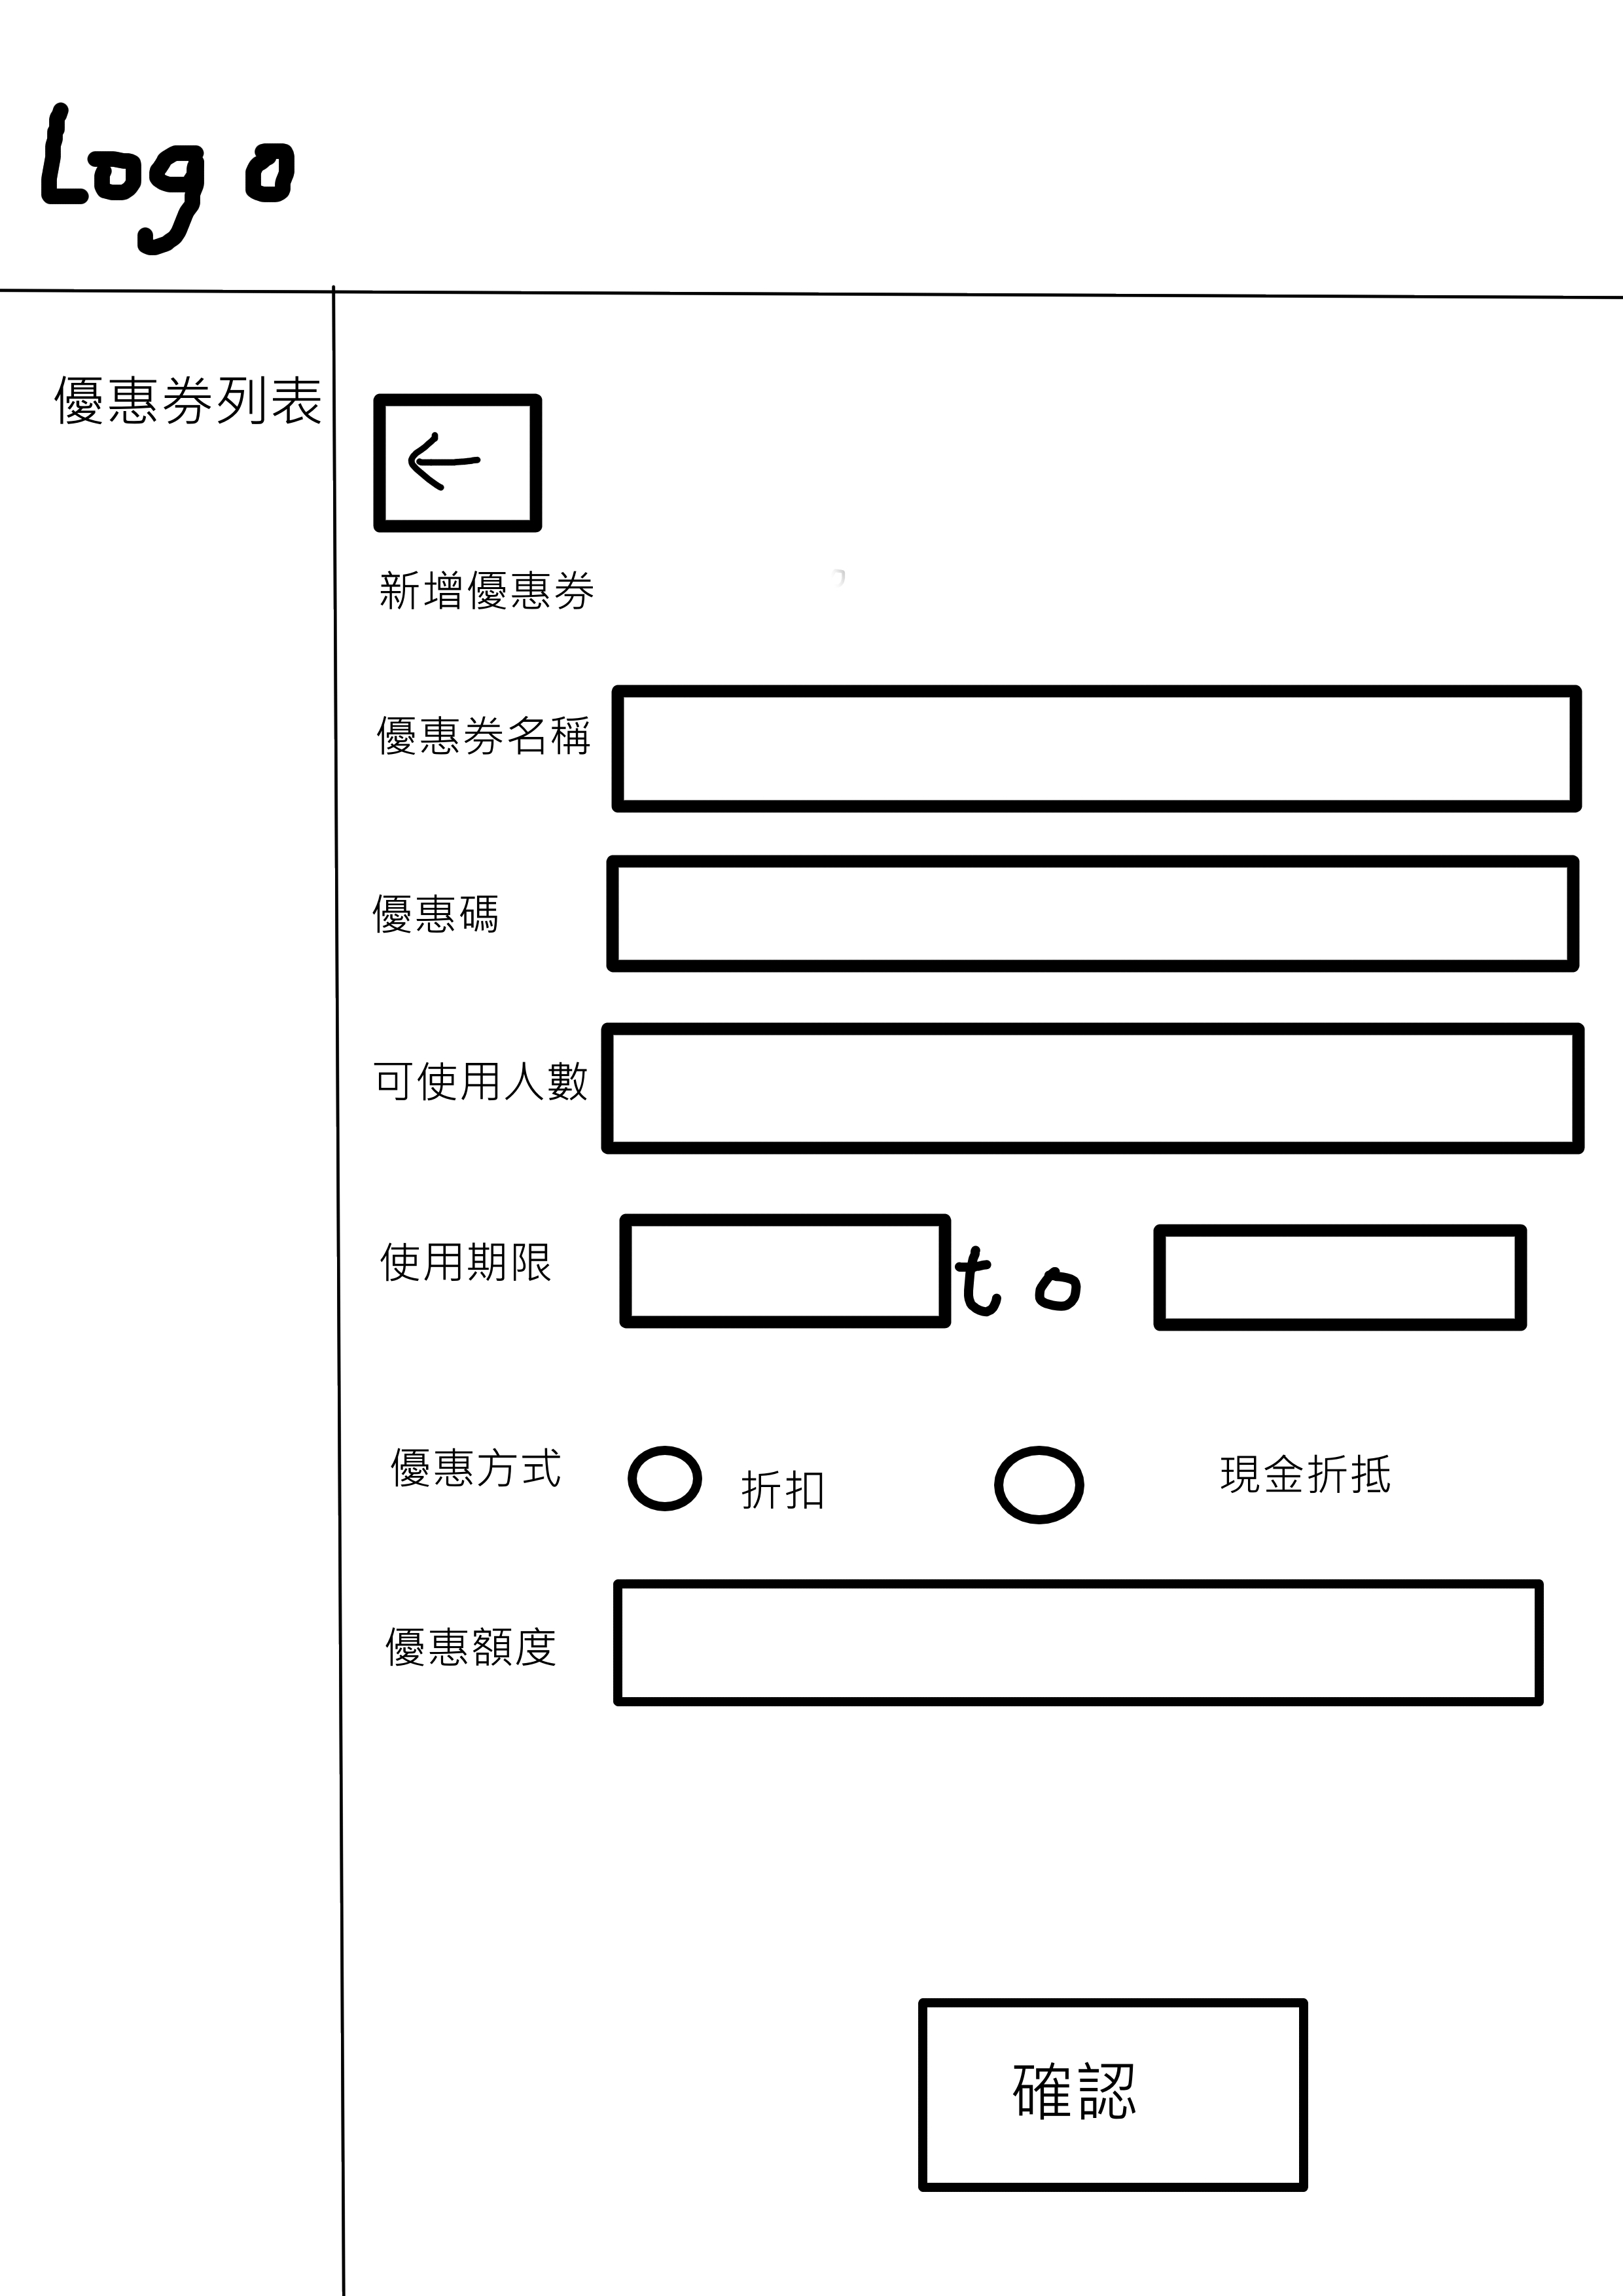 Logo
優惠券列表
新增優惠券
優惠券名稱
優惠碼
可使用人數
使用期限 to
優惠方式 折扣 現金折抵
優惠額度
確認